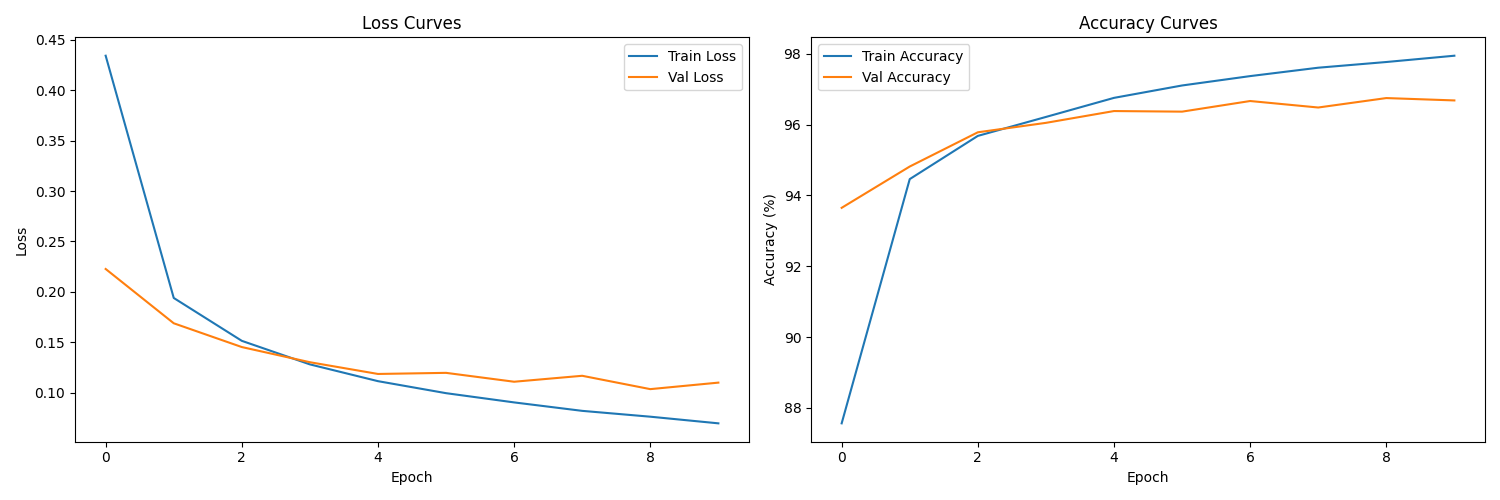 Loss Curves
0.45
0.40
0.35
0.30
0.25
0.20
0.15
0.10
Loss
Train Loss
Val Loss
0 2 4 6 8
Epoch
Accuracy Curves
98
96
94
92
90
88
Accuracy (%)
Train Accuracy
Val Accuracy
0 2 4 6 8
Epoch